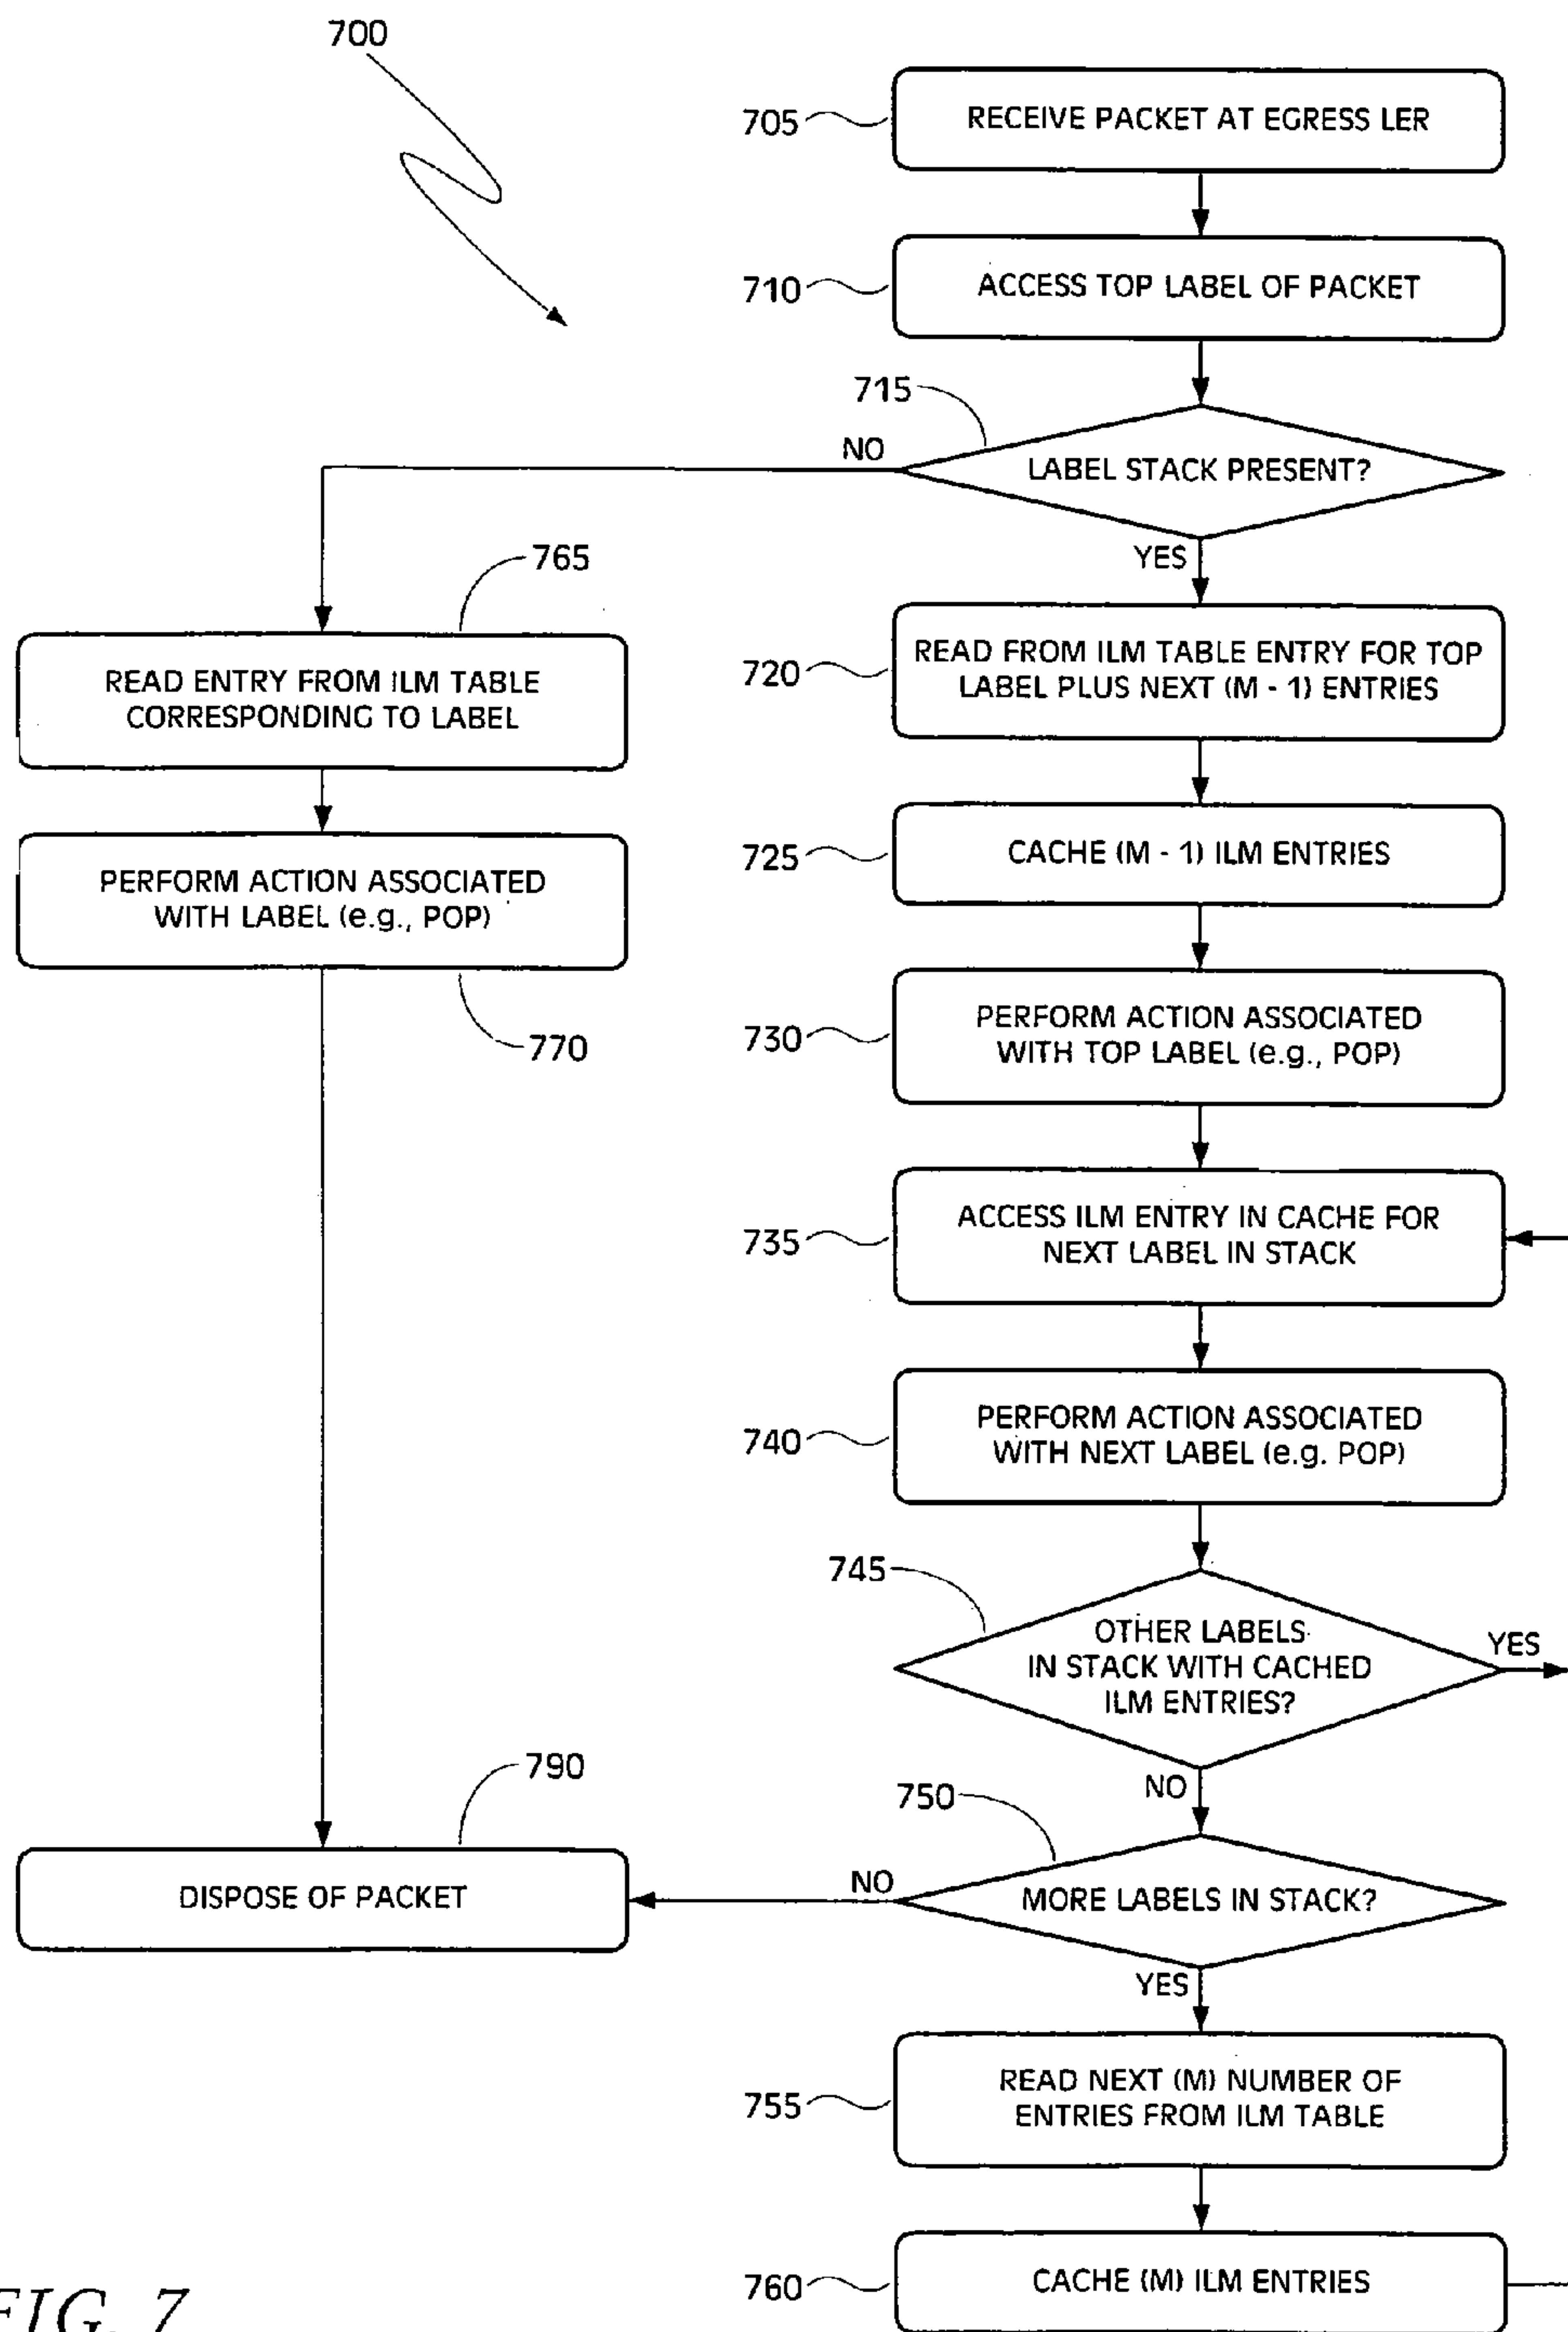 700
705
RECEIVE PACKET AT EGRESS LER
710
ACCESS TOP LABEL OF PACKET
715
NO
LABEL STACK PRESENT?
YES
765
READ ENTRY FROM ILM TABLE
CORRESPONDING TO LABEL
720
READ FROM ILM TABLE ENTRY FOR TOP
LABEL PLUS NEXT (M - 1) ENTRIES
725
CACHE (M - 1) ILM ENTRIES
PERFORM ACTION ASSOCIATED
WITH LABEL (e.g., POP)
770
730
PERFORM ACTION ASSOCIATED
WITH TOP LABEL (e.g., POP)
735
ACCESS ILM ENTRY IN CACHE FOR
NEXT LABEL IN STACK
740
PERFORM ACTION ASSOCIATED
WITH NEXT LABEL (e.g. POP)
745
OTHER LABELS
IN STACK WITH CACHED
ILM ENTRIES?
YES
NO
790
DISPOSE OF PACKET
750
NO
MORE LABELS IN STACK?
YES
755
READ NEXT (M) NUMBER OF
ENTRIES FROM ILM TABLE
760
CACHE (M) ILM ENTRIES
FIG. 7